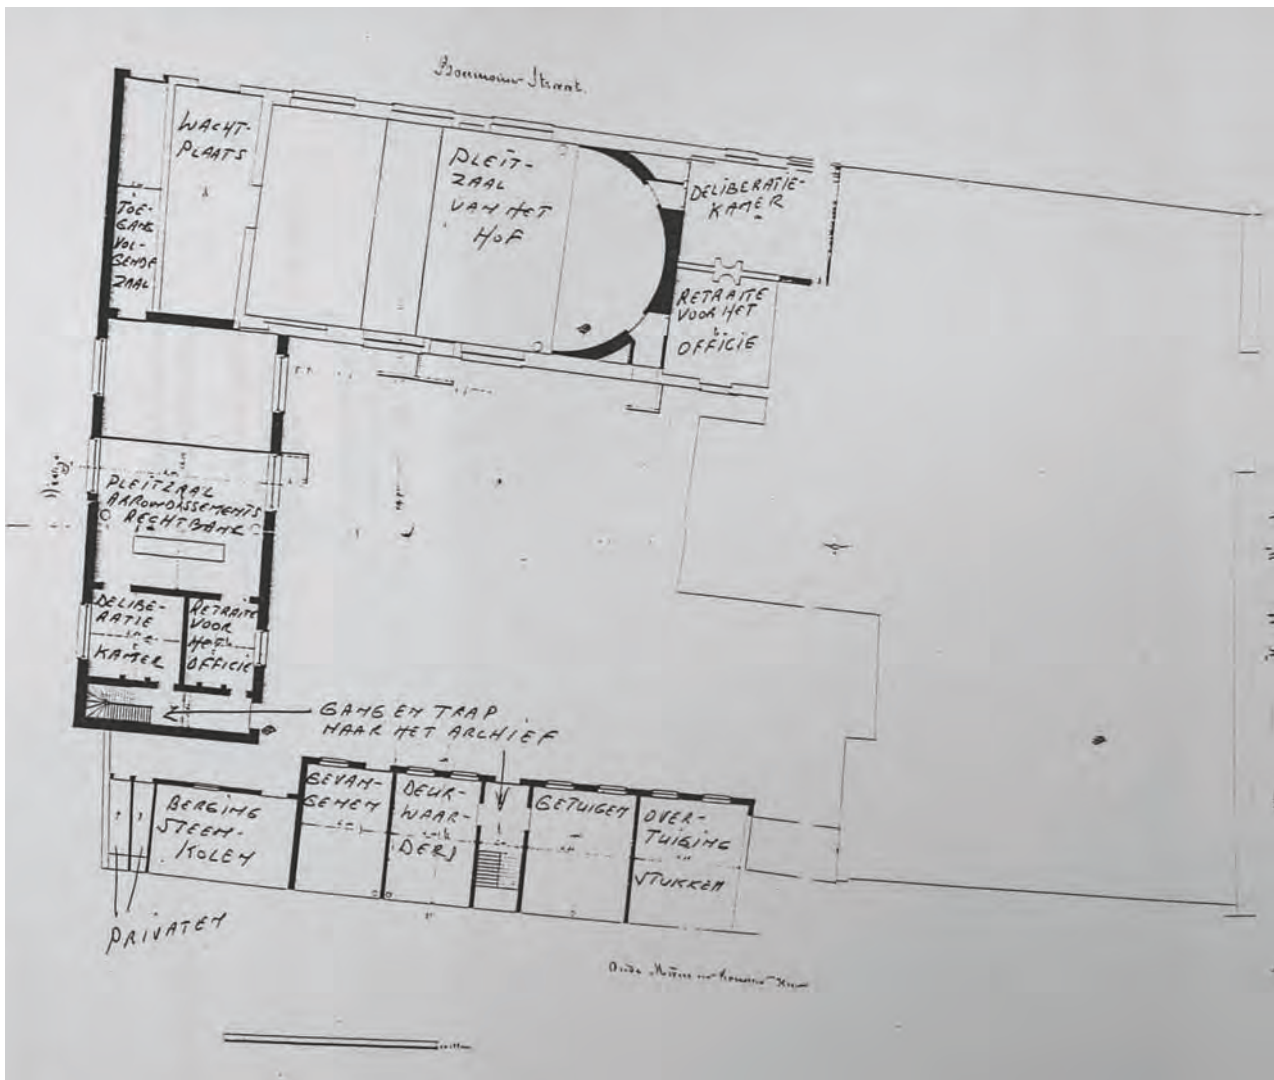 Straat.
WACHT-
PLAATS
PLEIT-
ZAAL
VAN HET
HOF
DELIBERATIE-
KAMER
TOE-
GANG
VOL-
GENDE
ZAAL
RETRAITE
VOOR HET
OFFICIE
PLEITZAAL
ARRONDISSEMENTS
RECHTBANK
DELIBE-
RATIE
KAMER
RETRAITE
VOOR
HET
OFFICIE
GANG EN TRAP
NAAR HET ARCHIEF
BERGING
STEEN-
KOLEN
GEVAN-
GENEN
DEUR-
WAAR-
DERS
GETUIGEN
OVER-
TUIGING
STUKKEN
PRIVATEN
Oude